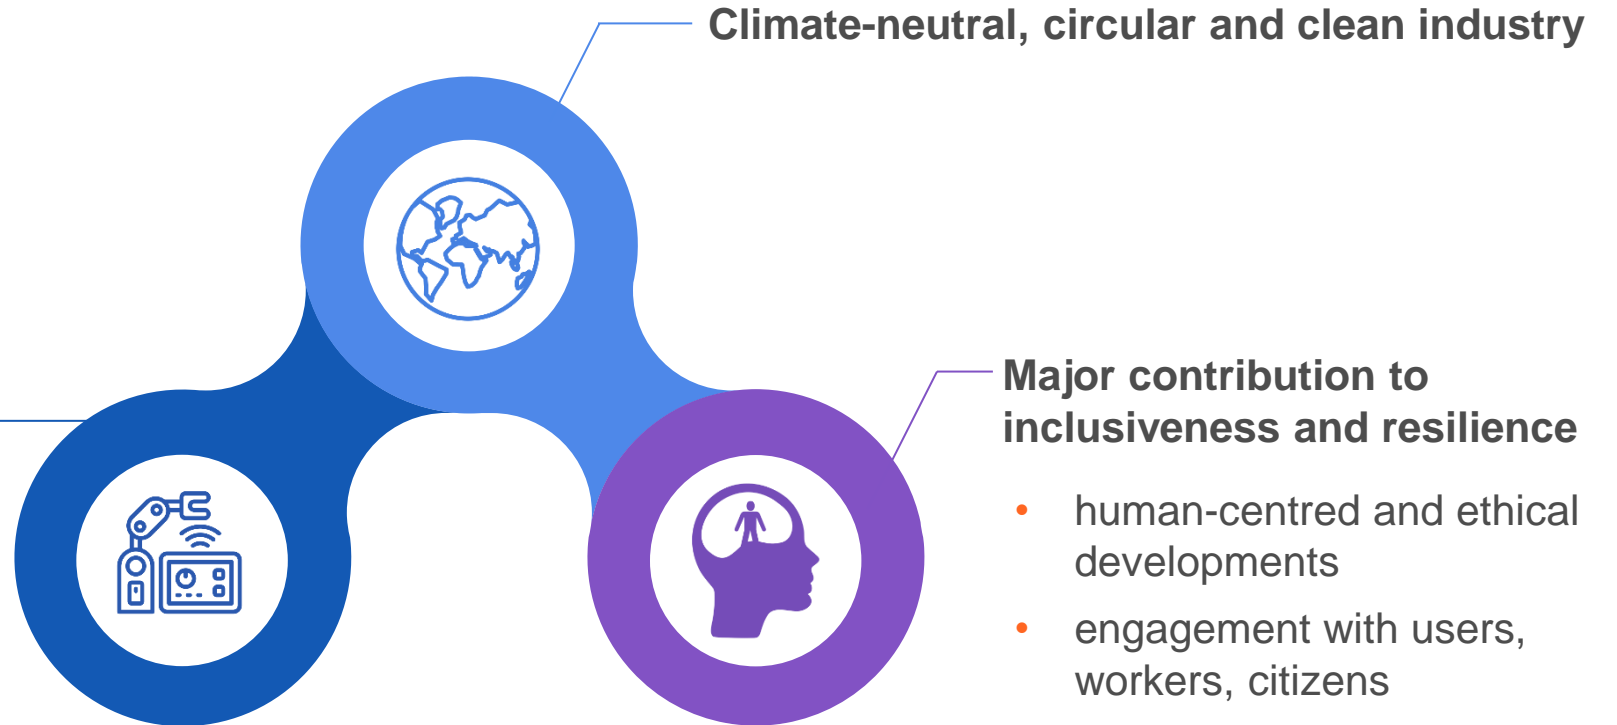 Climate-neutral, circular and clean industry
Major contribution to
inclusiveness and resilience
• human-centred and ethical
developments
• engagement with users,
workers, citizens